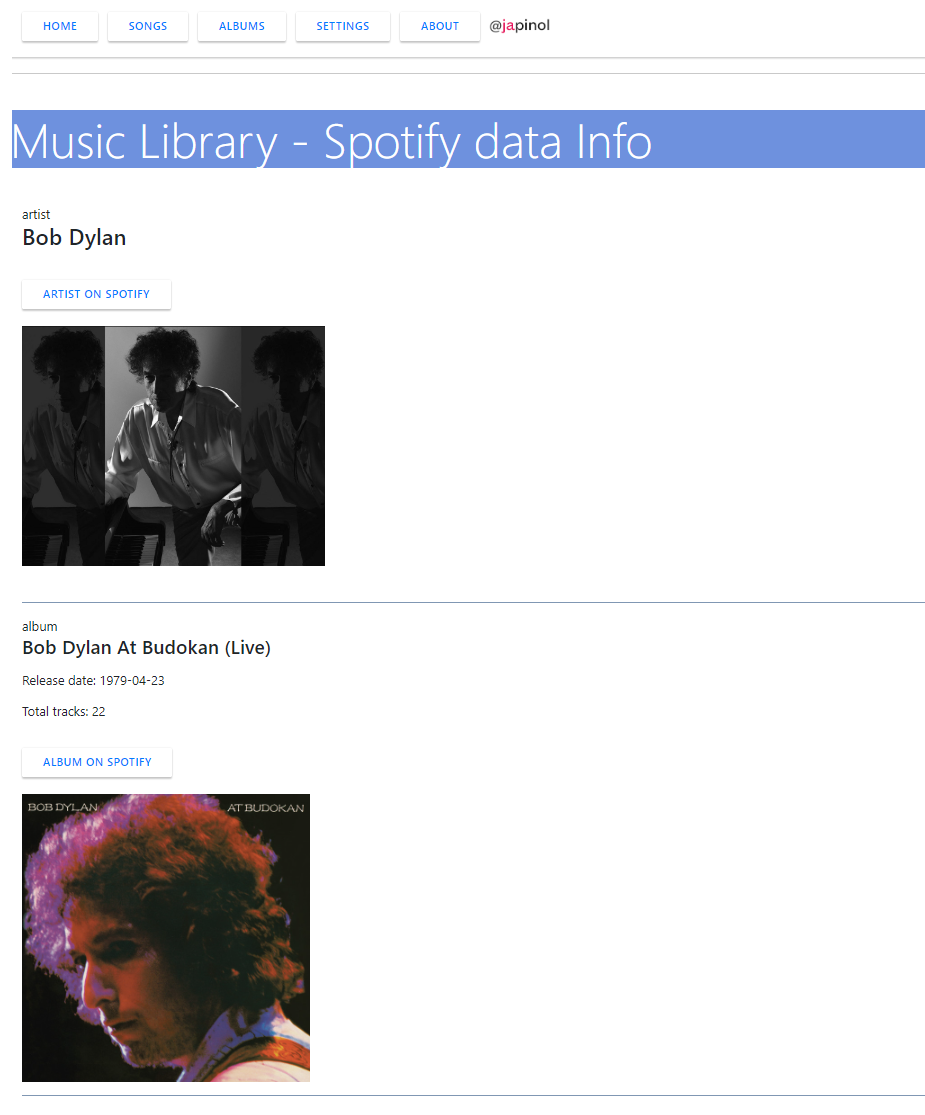 HOME SONGS ALBUMS SETTINGS ABOUT @japinol
Music Library - Spotify data Info
artist
Bob Dylan
ARTIST ON SPOTIFY
album
Bob Dylan At Budokan (Live)
Release date: 1979-04-23
Total tracks: 22
ALBUM ON SPOTIFY
BOB DYLAN AT BUDOKAN